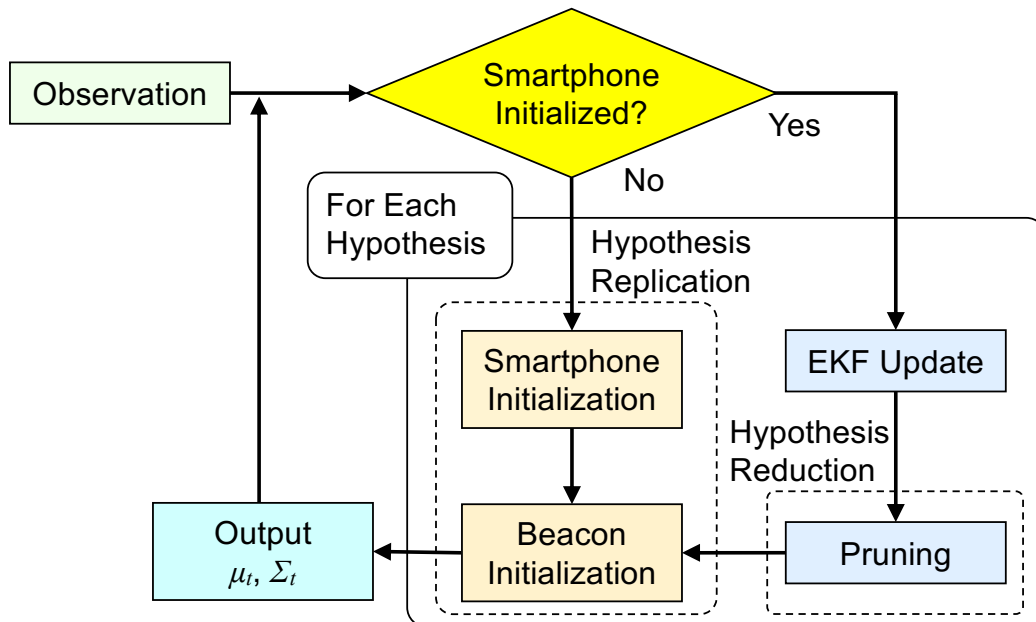 Observation
Smartphone
Initialized?
Yes
No
For Each
Hypothesis
Hypothesis
Replication
Smartphone
Initialization
EKF Update
Hypothesis
Reduction
Output
μt, Σt
Beacon
Initialization
Pruning